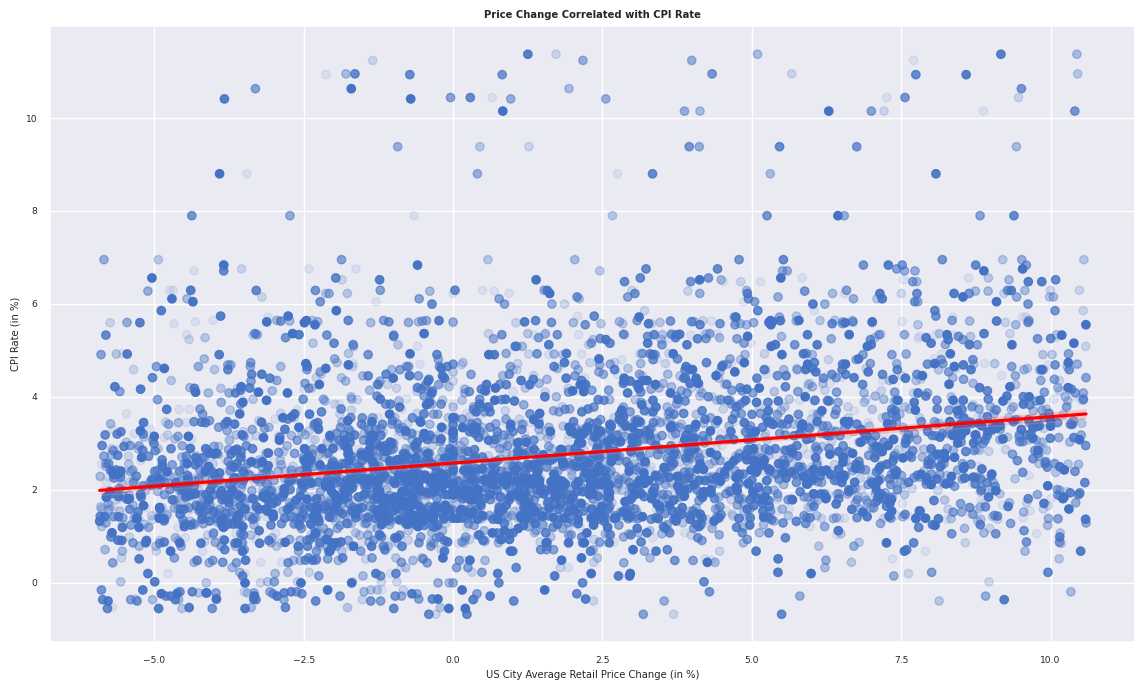 Price Change Correlated with CPI Rate
10
8
6
4
2
0
CPI Rate (in %)
−5.0 −2.5 0.0 2.5 5.0 7.5 10.0
US City Average Retail Price Change (in %)